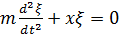 m d²ξ/dt² + xξ = 0